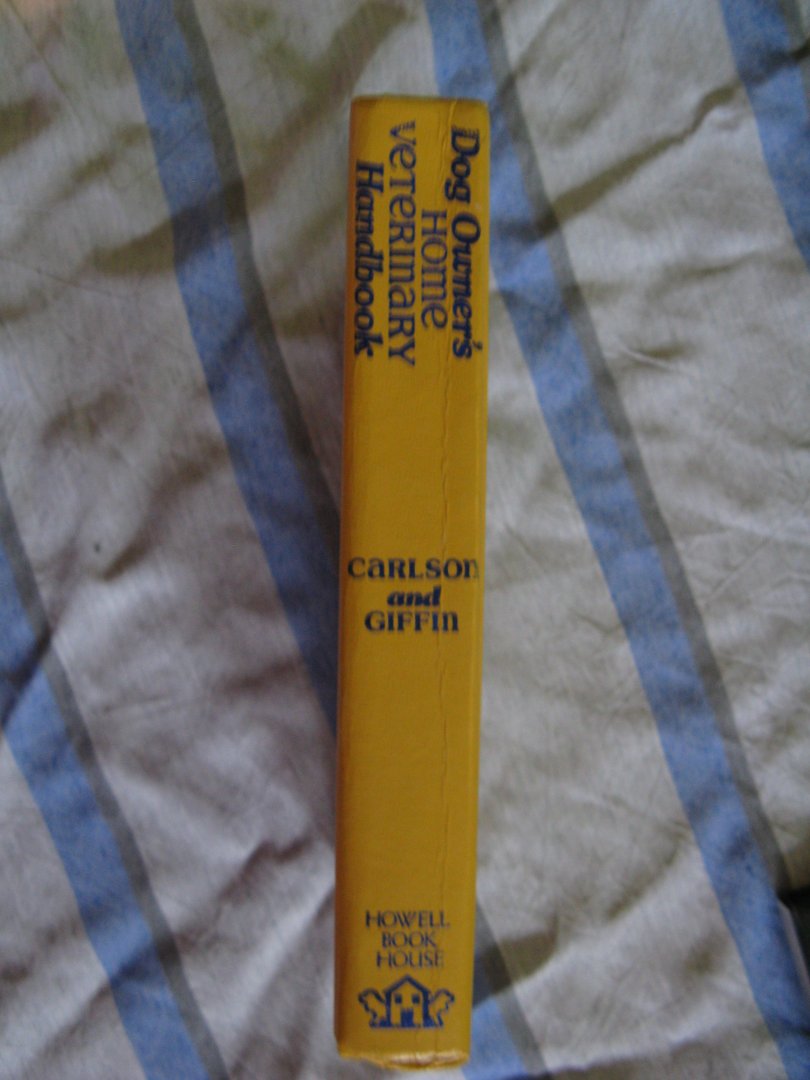 Dog Owner's
HOME
VETERINARY
Handbook
CARLSON
and
GIFFIN
HOWELL
BOOK
HOUSE